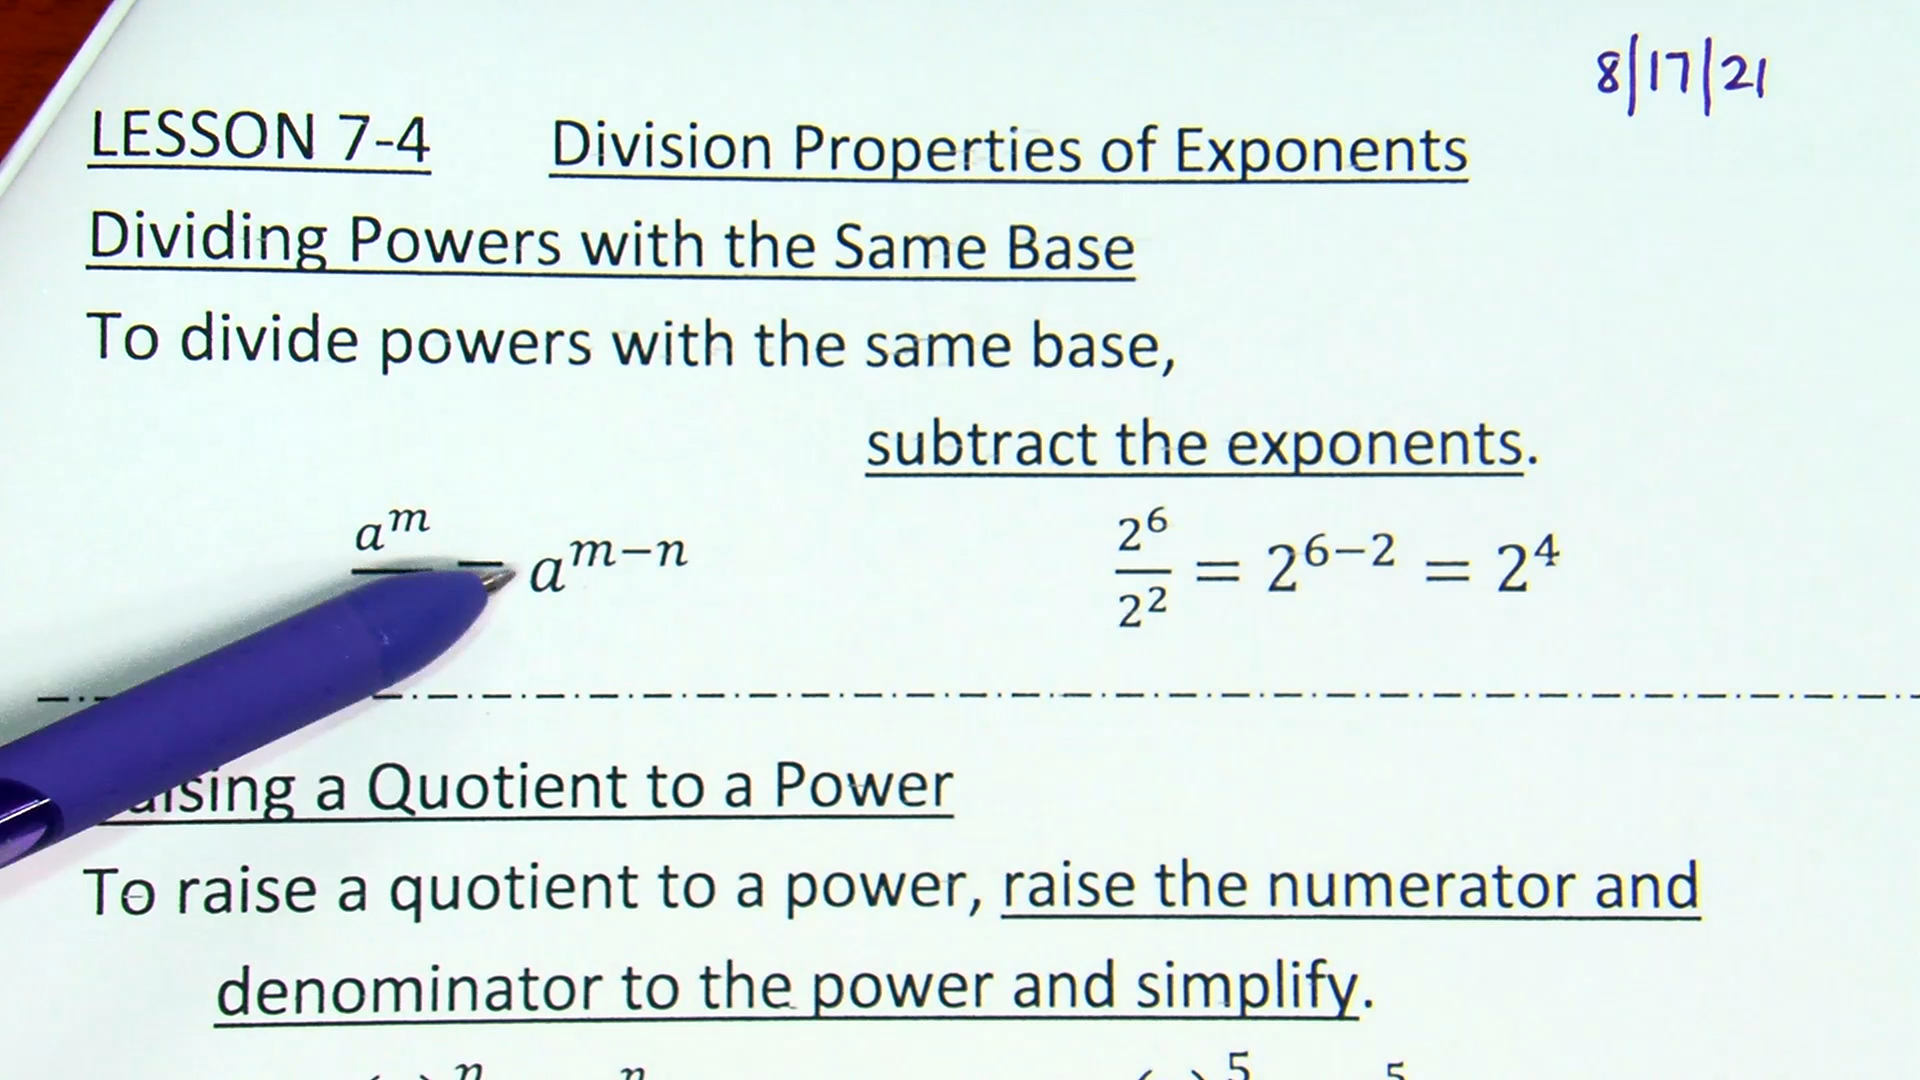 8/17/21
LESSON 7-4 Division Properties of Exponents
Dividing Powers with the Same Base
To divide powers with the same base,
subtract the exponents.
a^m = a^{m−n} 2^6/2^2 = 2^{6−2} = 2^4
a Quotient to a Power
To raise a quotient to a power, raise the numerator and
denominator to the power and simplify.
n n 5 5